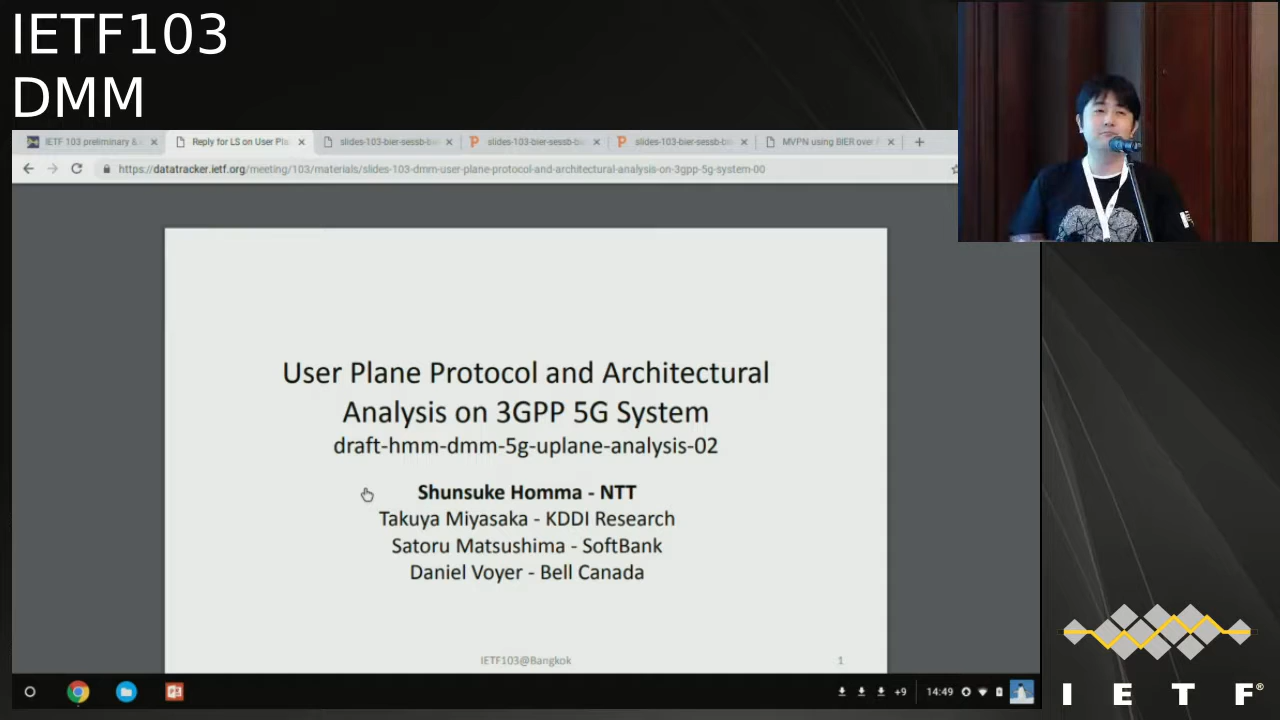 IETF103
DMM
IETF 103 preliminary &
Reply for LS on User Pla
slides-103-bier-sessb-b
slides-103-bier-sessb-b
slides-103-bier-sessb-b
MVPN using BIER over
https://datatracker.ietf.org/meeting/103/materials/slides-103-dmm-user-plane-protocol-and-architectural-analysis-on-3gpp-5g-system-00
User Plane Protocol and Architectural
Analysis on 3GPP 5G System
draft-hmm-dmm-5g-uplane-analysis-02
Shunsuke Homma - NTT
Takuya Miyasaka - KDDI Research
Satoru Matsushima - SoftBank
Daniel Voyer - Bell Canada
IETF103@Bangkok
1
+9
14:49
I E T F®